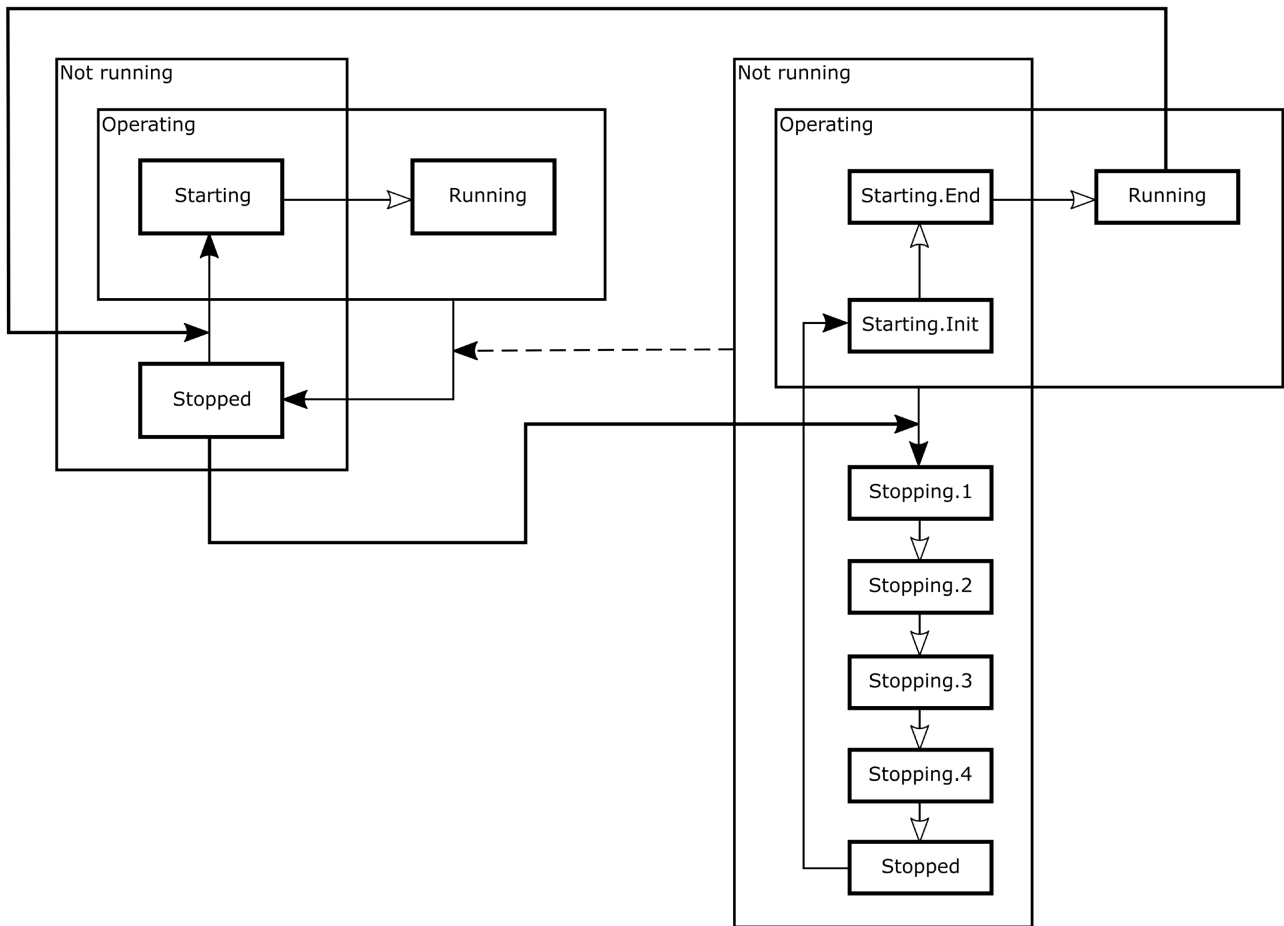 Not running
Operating
Starting
Running
Stopped
Not running
Operating
Starting.End
Running
Starting.Init
Stopping.1
Stopping.2
Stopping.3
Stopping.4
Stopped